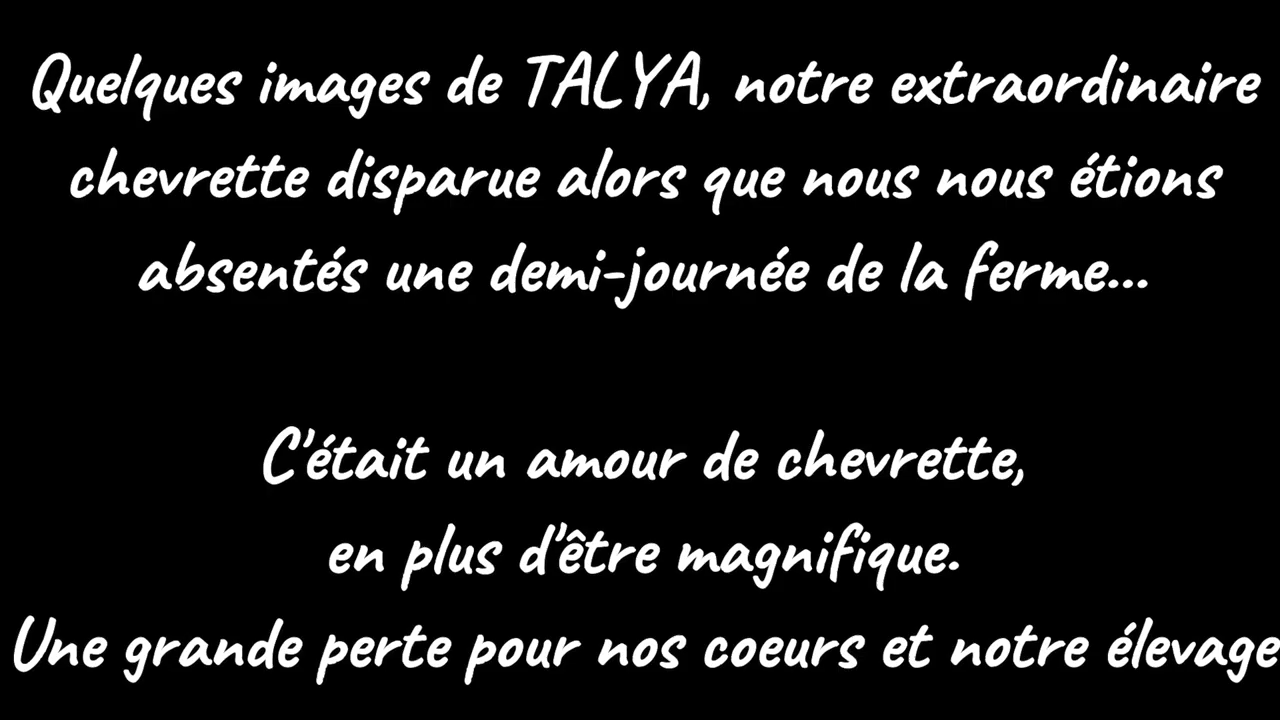 Quelques images de TALYA, notre extraordinaire
chevrette disparue alors que nous nous étions
absentés une demi-journée de la ferme...
C'était un amour de chevrette,
en plus d'être magnifique.
Une grande perte pour nos coeurs et notre élevage